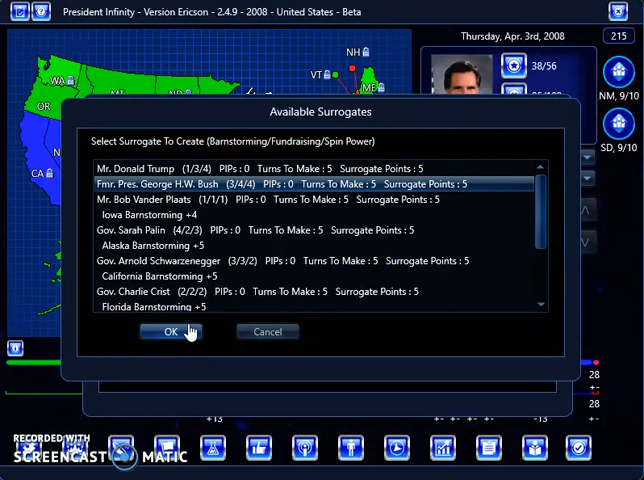 President Infinity - Version Ericson - 2.4.9 - 2008 - United States - Beta
Thursday, Apr. 3rd, 2008
215
NH
38/56
WA
VT
ME
MT
OR
NM, 9/10
Available Surrogates
Select Surrogate To Create (Barnstorming/Fundraising/Spin Power)
SD, 9/10
Mr. Donald Trump (1/3/4) PIPs : 0 Turns To Make : 5 Surrogate Points : 5
CA
Fmr. Pres. George H.W. Bush (3/4/4) PIPs : 0 Turns To Make : 5 Surrogate Points : 5
Mr. Bob Vander Plaats (1/1/1) PIPs : 0 Turns To Make : 5 Surrogate Points : 5
Iowa Barnstorming +4
Gov. Sarah Palin (4/2/3) PIPs : 0 Turns To Make : 5 Surrogate Points : 5
Alaska Barnstorming +5
Gov. Arnold Schwarzenegger (3/3/2) PIPs : 0 Turns To Make : 5 Surrogate Points : 5
California Barnstorming +5
Gov. Charlie Crist (2/2/2) PIPs : 0 Turns To Make : 5 Surrogate Points : 5
Florida Barnstorming +5
OK
Cancel
28
+-
28
+13
+-
+-
-13
+-
RECORDED WITH
SCREENCAST MATIC